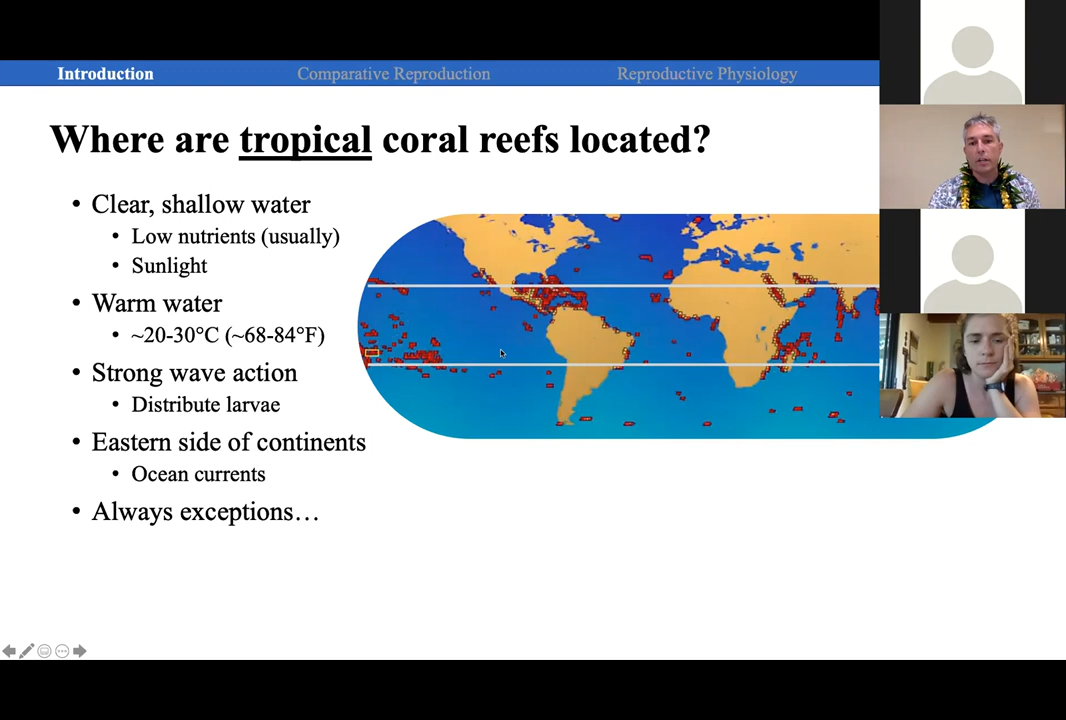 Introduction
Comparative Reproduction
Reproductive Physiology
Where are tropical coral reefs located?
• Clear, shallow water
• Low nutrients (usually)
• Sunlight
• Warm water
• ~20-30°C (~68-84°F)
• Strong wave action
• Distribute larvae
• Eastern side of continents
• Ocean currents
• Always exceptions…